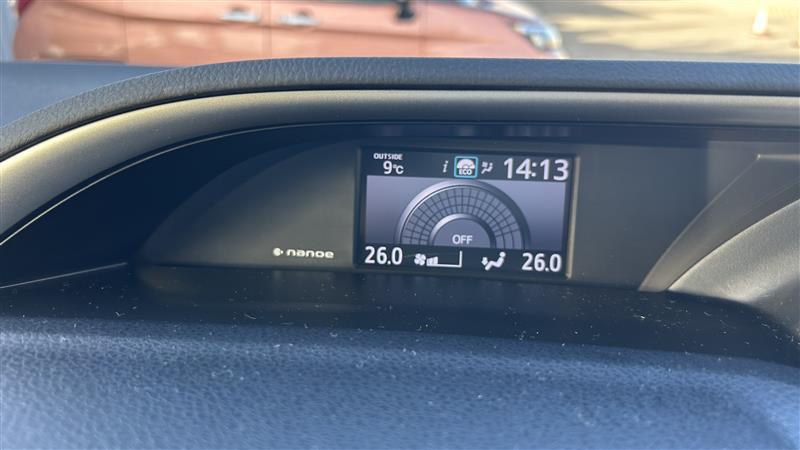 OUTSIDE
9°C
i
ECO
14:13
OFF
nanoe
26.0
26.0